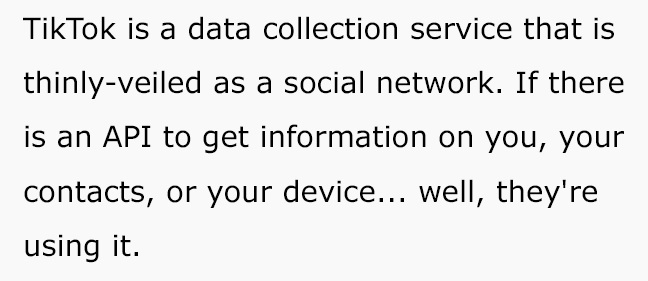 TikTok is a data collection service that is
thinly-veiled as a social network. If there
is an API to get information on you, your
contacts, or your device... well, they're
using it.